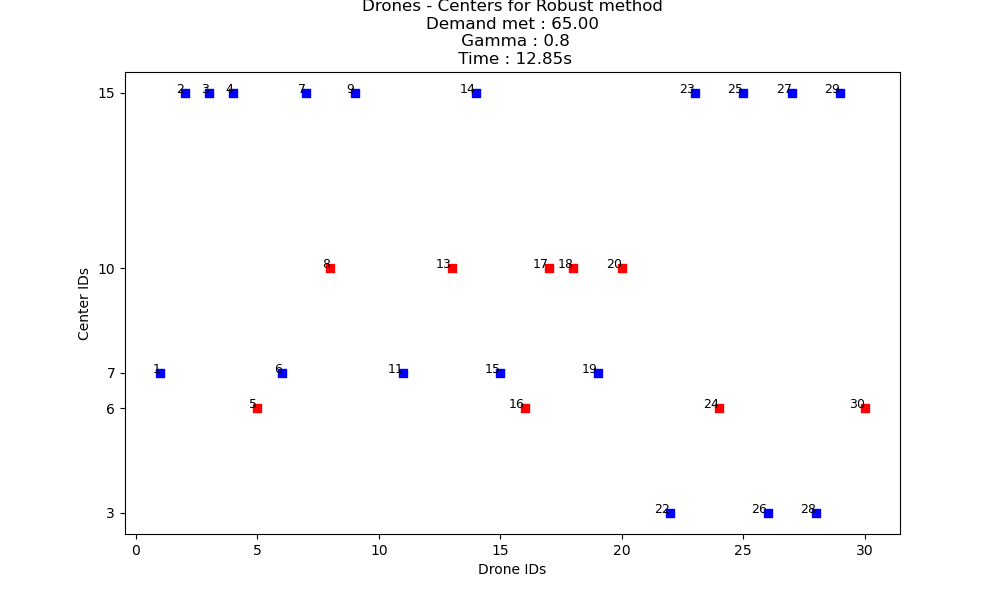 Drones - Centers for Robust method
Demand met : 65.00
Gamma : 0.8
Time : 12.85s
15
2 3 4 7 9 14 23 25 27 29
10
8 13 17 18 20
Center IDs
7
1 6 11 15 19
6
5 16 24 30
3
22 26 28
0 5 10 15 20 25 30
Drone IDs